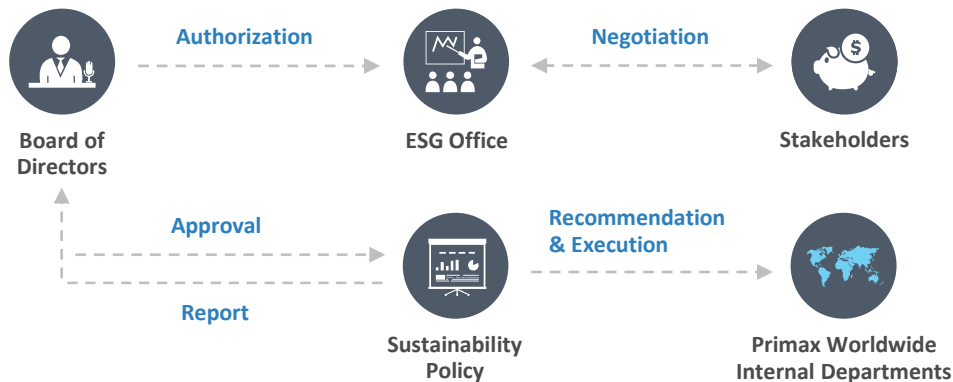 Authorization
Negotiation
Board of
Directors
ESG Office
$
Stakeholders
Approval
Recommendation
& Execution
Report
Sustainability
Policy
Primax Worldwide
Internal Departments